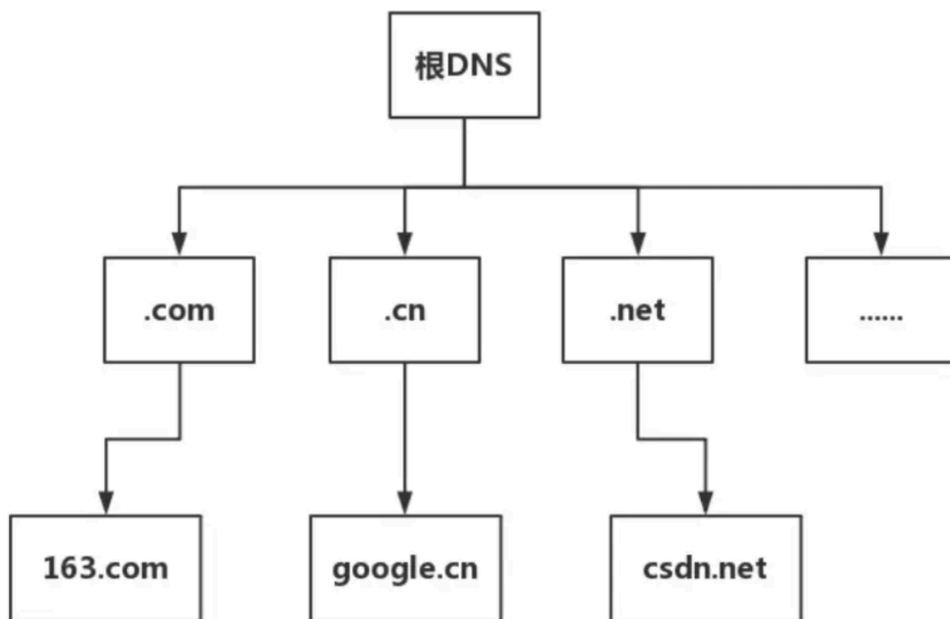 根DNS
.com
.cn
.net
......
163.com
google.cn
csdn.net